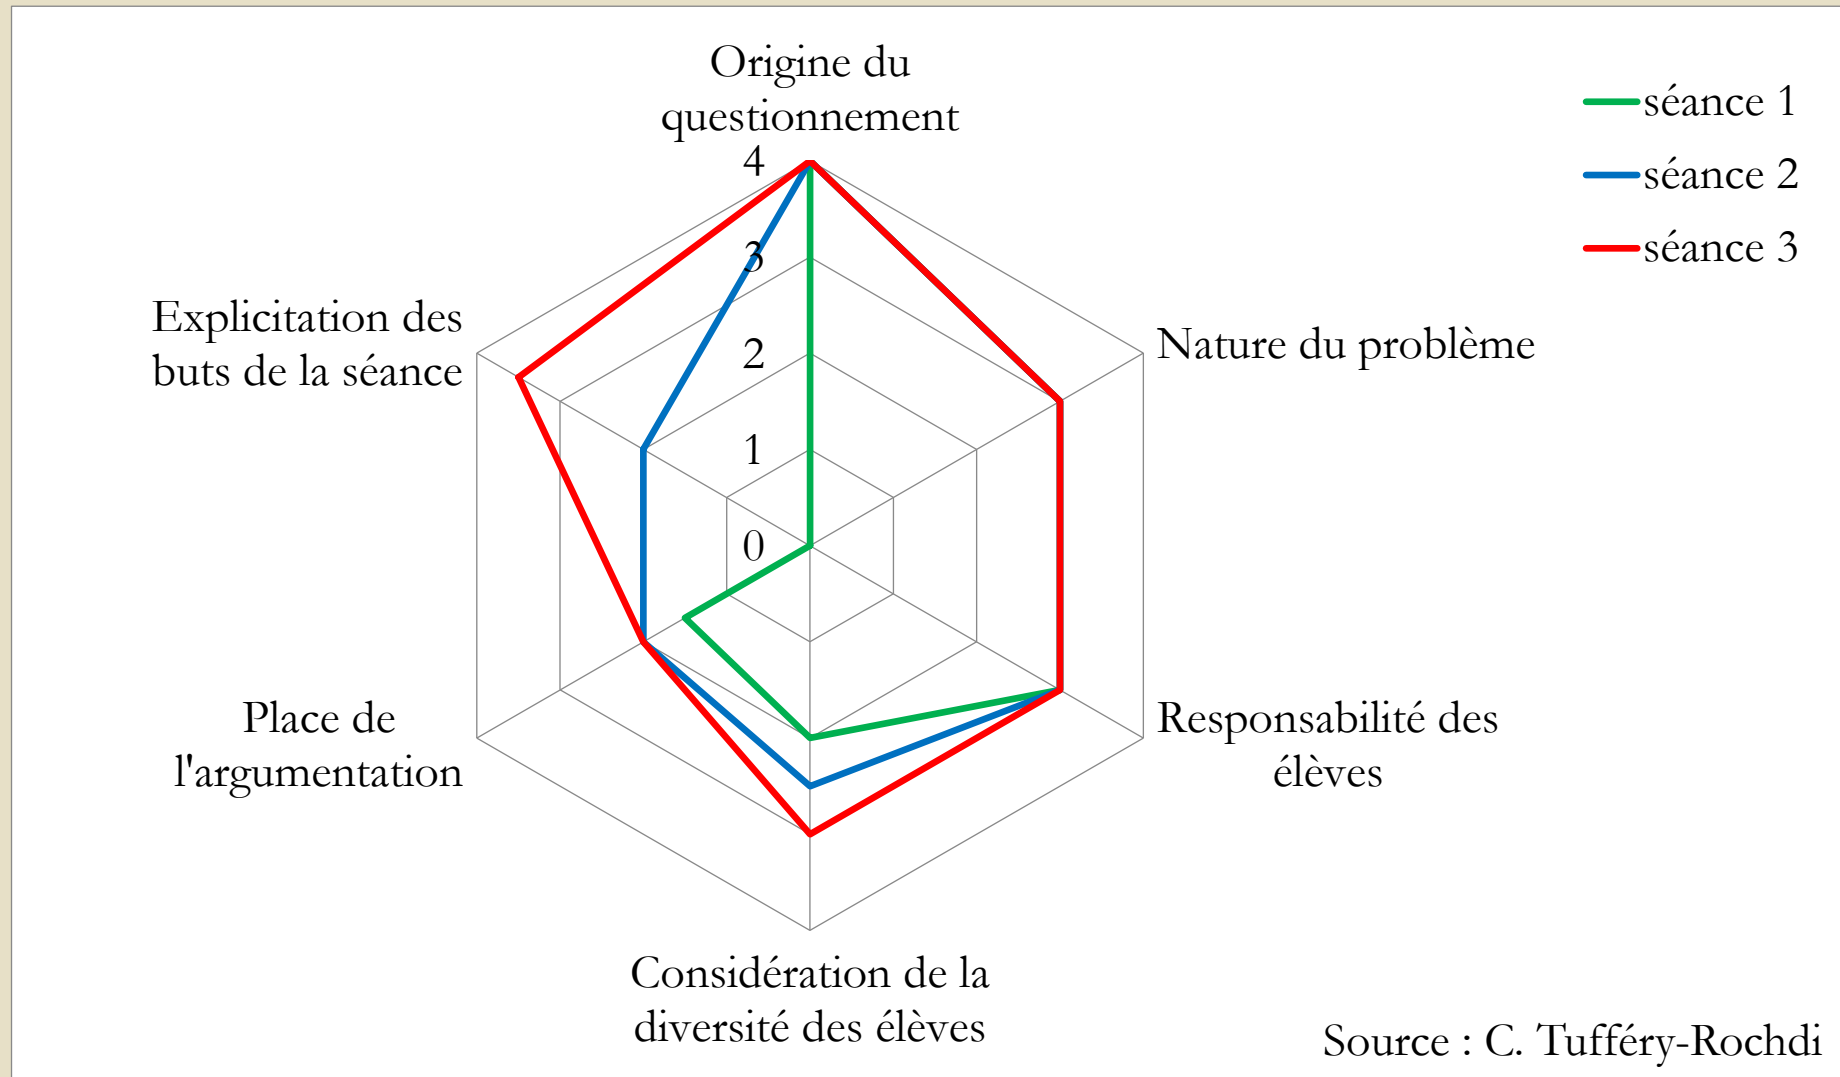 Origine du
questionnement
séance 1
séance 2
séance 3
4
3
2
1
0
Explicitation des
buts de la séance
Nature du problème
Place de
l'argumentation
Responsabilité des
élèves
Considération de la
diversité des élèves
Source : C. Tufféry-Rochdi